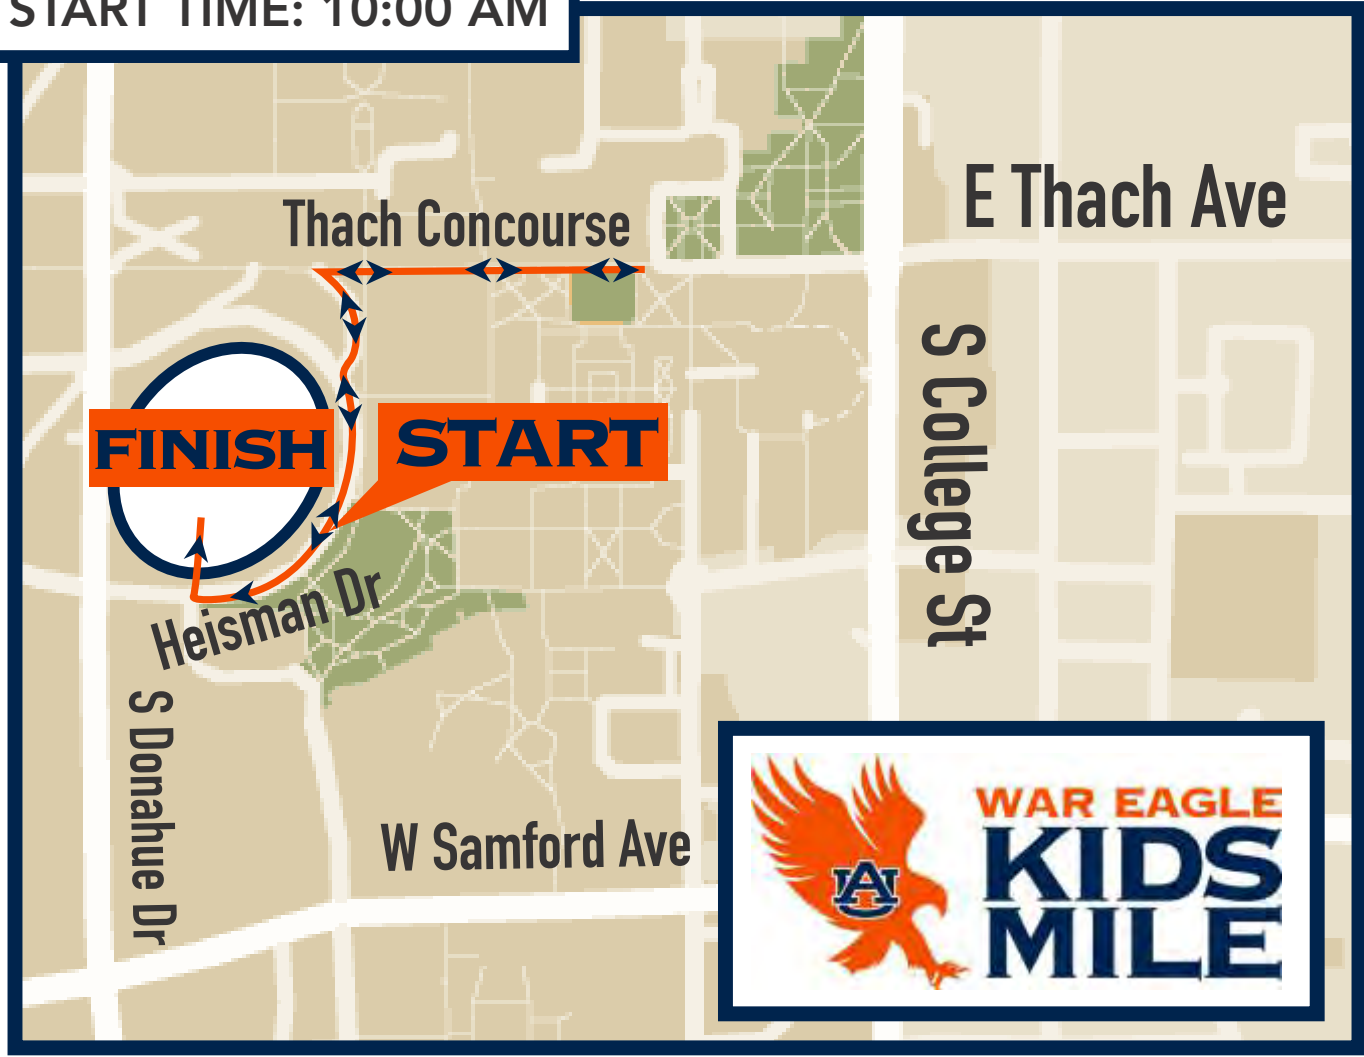 START TIME: 10:00 AM
E Thach Ave
Thach Concourse
S College St
FINISH
START
Heisman Dr
S Donahue Dr
W Samford Ave
WAR EAGLE
KIDS
MILE
AU